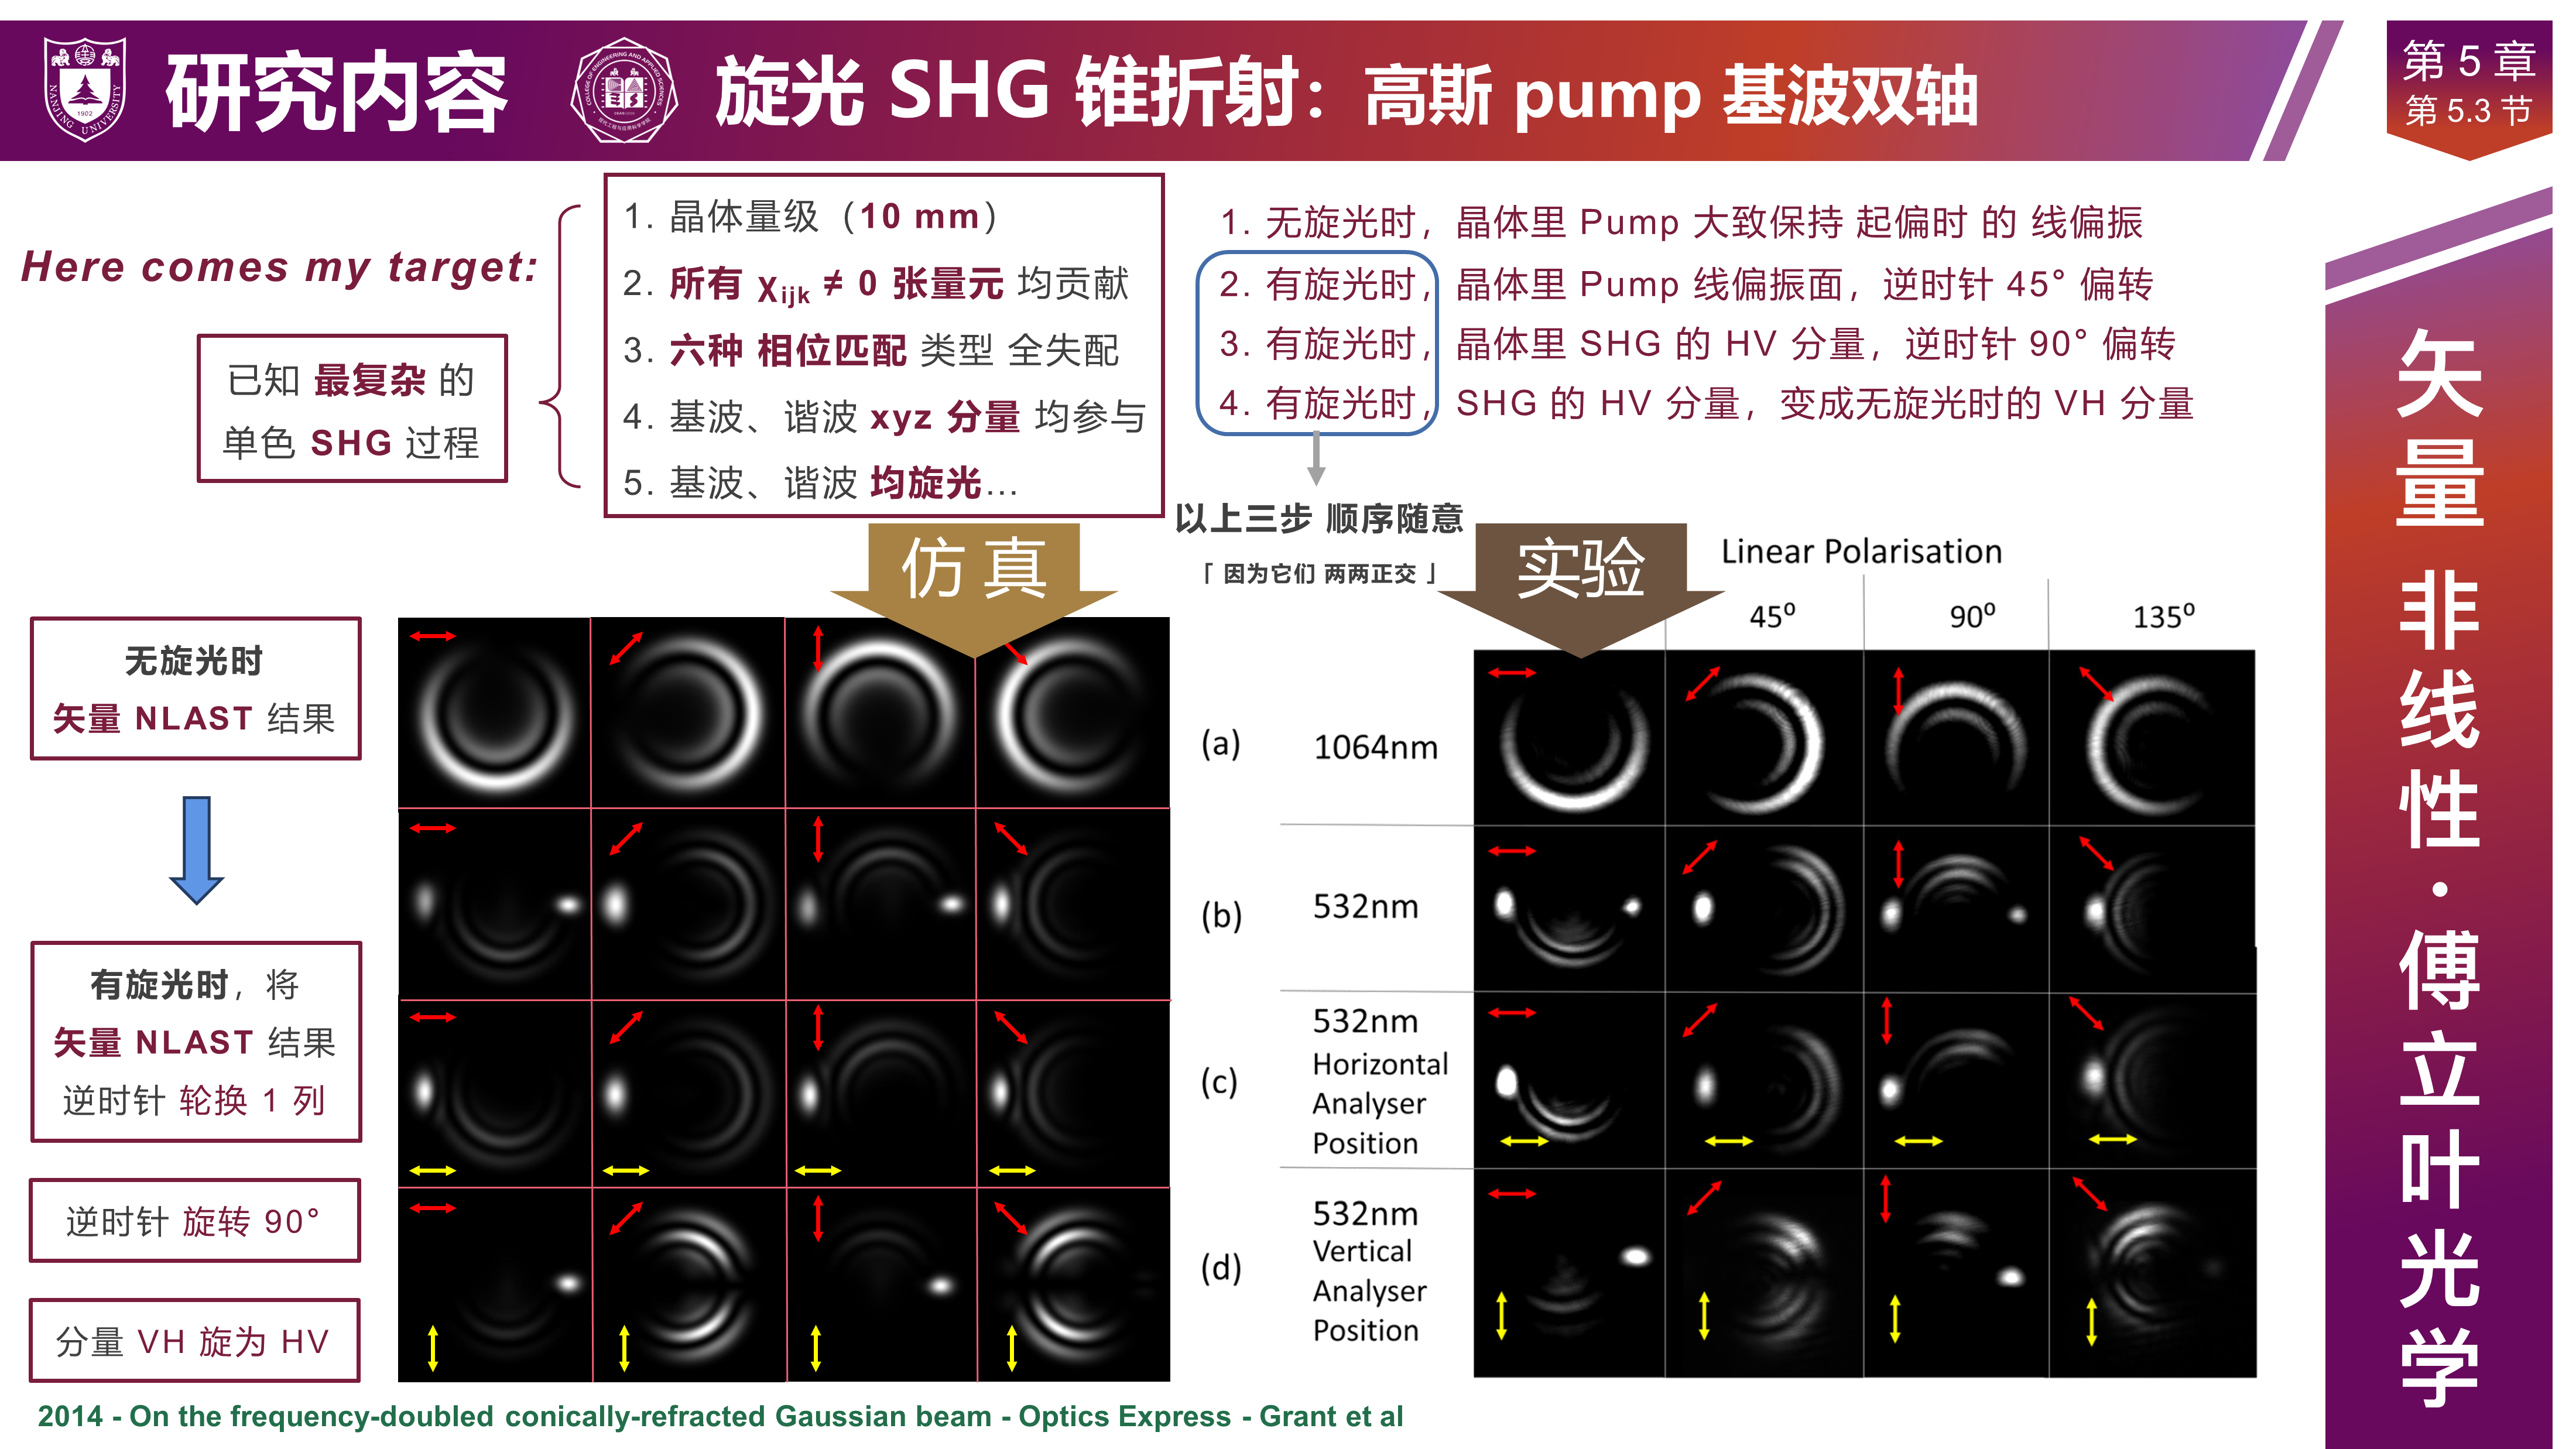 研究内容
旋光 SHG 锥折射：高斯 pump 基波双轴
第 5 章
第 5.3 节
NANJING UNIVERSITY
1902
COLLEGE OF ENGINEERING AND APPLIED SCIENCES
Here comes my target:
已知 最复杂 的
单色 SHG 过程
1. 晶体量级（10 mm）
2. 所有 χijk ≠ 0 张量元 均贡献
3. 六种 相位匹配 类型 全失配
4. 基波、谐波 xyz 分量 均参与
5. 基波、谐波 均旋光…
1. 无旋光时，晶体里 Pump 大致保持 起偏时 的 线偏振
2. 有旋光时，晶体里 Pump 线偏振面，逆时针 45° 偏转
3. 有旋光时，晶体里 SHG 的 HV 分量，逆时针 90° 偏转
4. 有旋光时，SHG 的 HV 分量，变成无旋光时的 VH 分量
以上三步 顺序随意
「 因为它们 两两正交 」
仿 真
实验
Linear Polarisation
45⁰
90⁰
135⁰
无旋光时
矢量 NLAST 结果
有旋光时，将
矢量 NLAST 结果
逆时针 轮换 1 列
逆时针 旋转 90°
分量 VH 旋为 HV
(a)
1064nm
(b)
532nm
(c)
532nm
Horizontal
Analyser
Position
(d)
532nm
Vertical
Analyser
Position
2014 - On the frequency-doubled conically-refracted Gaussian beam - Optics Express - Grant et al
矢量 非线性·傅立叶光学